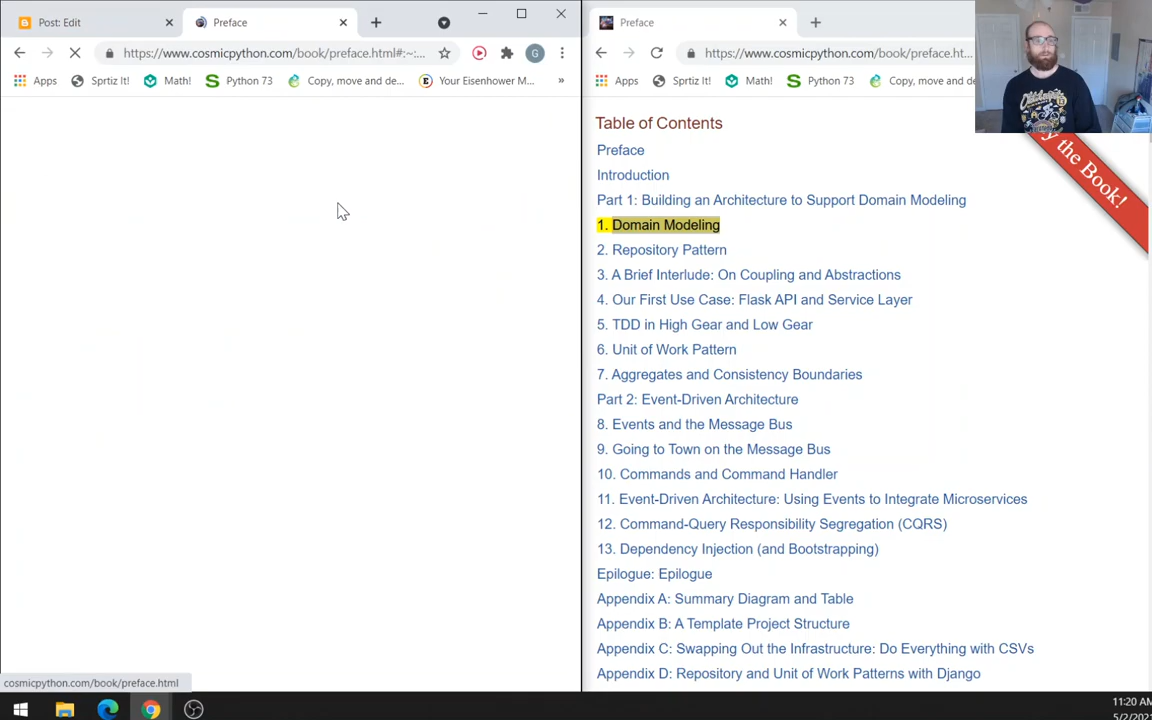 Post: Edit
Preface
https://www.cosmicpython.com/book/preface.html#:~:...
G
Apps
Sprtiz It!
Math!
Python 73
Copy, move and de...
Your Eisenhower M...
»
cosmicpython.com/book/preface.html
Preface
https://www.cosmicpython.com/book/preface.ht...
Apps
Sprtiz It!
Math!
Python 73
Copy, move and de
Table of Contents
Preface
Introduction
Part 1: Building an Architecture to Support Domain Modeling
1. Domain Modeling
2. Repository Pattern
3. A Brief Interlude: On Coupling and Abstractions
4. Our First Use Case: Flask API and Service Layer
5. TDD in High Gear and Low Gear
6. Unit of Work Pattern
7. Aggregates and Consistency Boundaries
Part 2: Event-Driven Architecture
8. Events and the Message Bus
9. Going to Town on the Message Bus
10. Commands and Command Handler
11. Event-Driven Architecture: Using Events to Integrate Microservices
12. Command-Query Responsibility Segregation (CQRS)
13. Dependency Injection (and Bootstrapping)
Epilogue: Epilogue
Appendix A: Summary Diagram and Table
Appendix B: A Template Project Structure
Appendix C: Swapping Out the Infrastructure: Do Everything with CSVs
Appendix D: Repository and Unit of Work Patterns with Django
y the Book!
11:20 AM
5/2/202